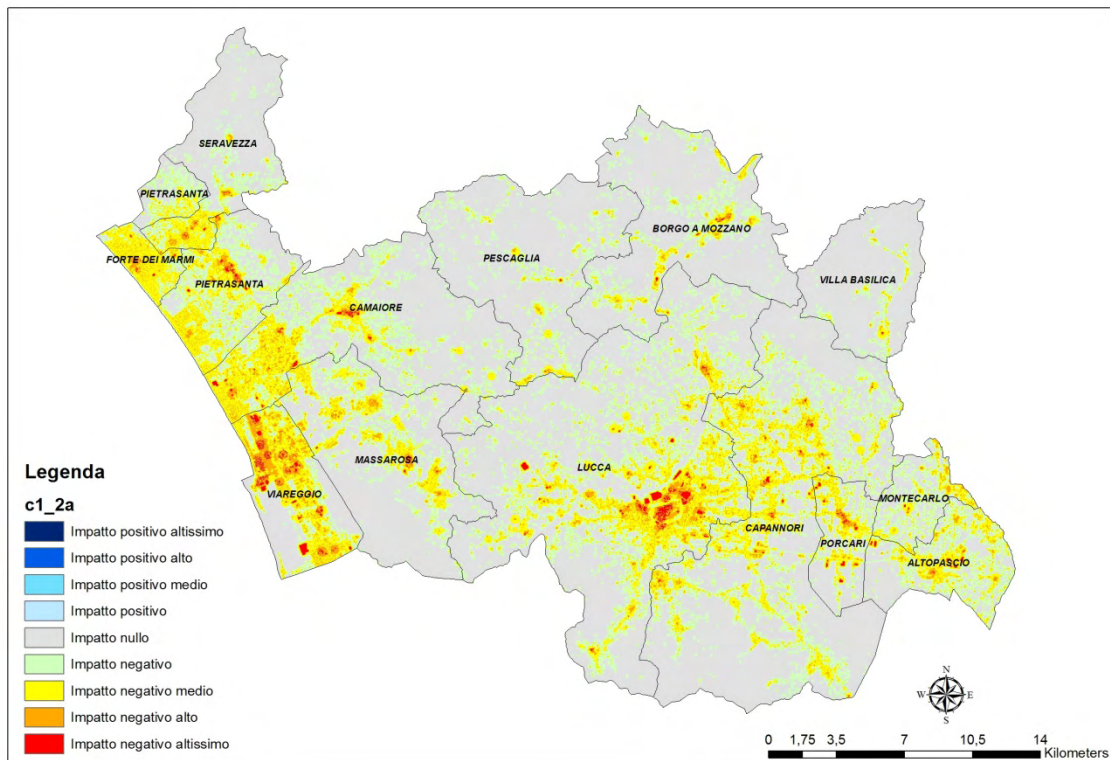 SERAVEZZA
PIETRASANTA
FORTE DEI MARMI
PIETRASANTA
CAMAIORE
PESCAGLIA
BORGO A MOZZANO
VILLA BASILICA
MASSAROSA
VIAREGGIO
LUCCA
CAPANNORI
PORCARI
MONTECARLO
ALTOPASCIO
Legenda
c1_2a
Impatto positivo altissimo
Impatto positivo alto
Impatto positivo medio
Impatto positivo
Impatto nullo
Impatto negativo
Impatto negativo medio
Impatto negativo alto
Impatto negativo altissimo
N
W E
S
0 1,75 3,5 7 10,5 14
Kilometers